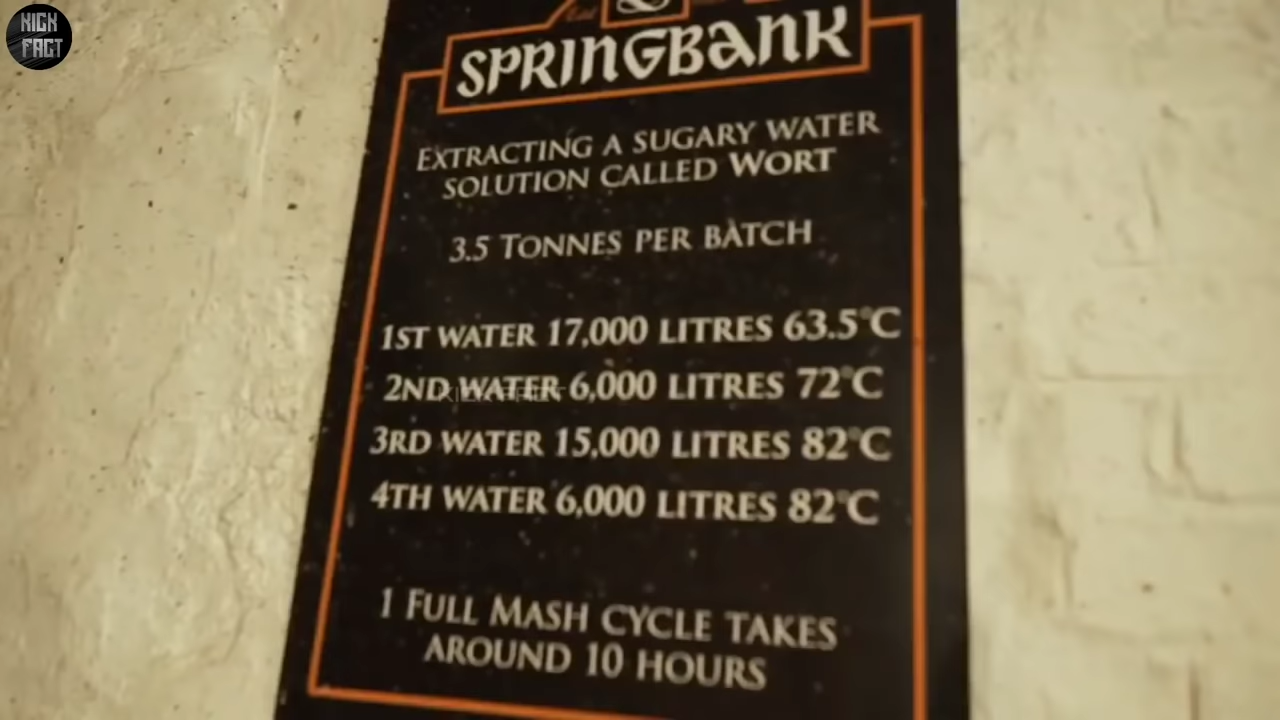 KICK
FACT
SPRINGBANK
EXTRACTING A SUGARY WATER
SOLUTION CALLED WORT
3.5 TONNES PER BATCH
1ST WATER 17,000 LITRES 63.5°C
2ND WATER 6,000 LITRES 72°C
3RD WATER 15,000 LITRES 82°C
4TH WATER 6,000 LITRES 82°C
1 FULL MASH CYCLE TAKES
AROUND 10 HOURS